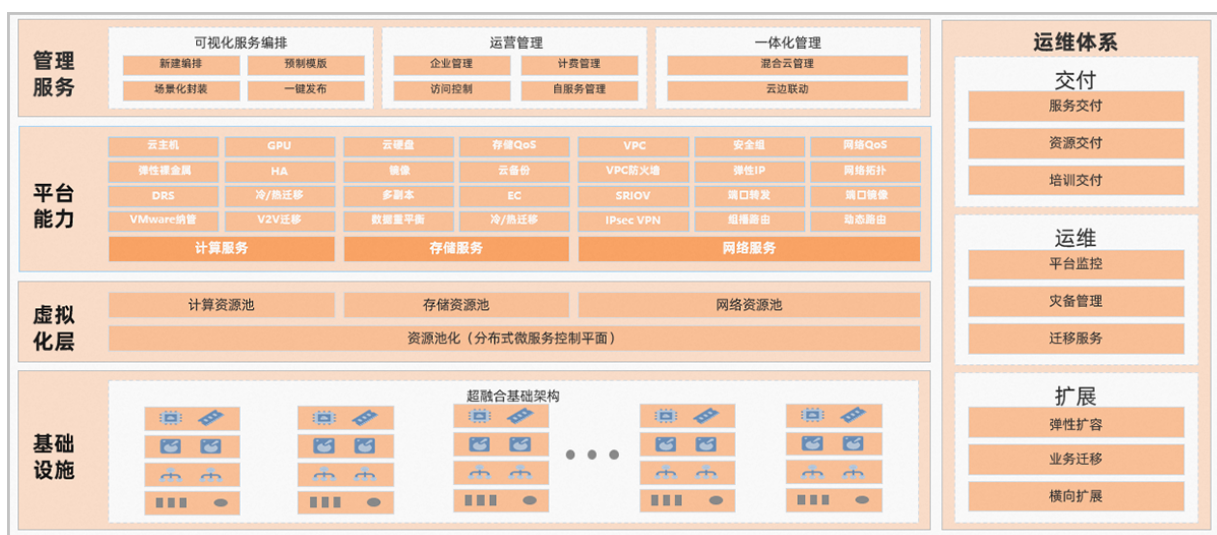 管理
服务
可视化服务编排
新建编排 预制模版
场景化封装 一键发布
运营管理
企业管理 计费管理
访问控制 自服务管理
一体化管理
混合云管理
云边联动
平台
能力
云主机 GPU 云硬盘 存储QoS VPC 安全组 网络QoS
弹性裸金属 HA 镜像 云备份 VPC防火墙 弹性IP 网络拓扑
DRS 冷/热迁移 多副本 EC SRIOV 端口转发 端口镜像
VMware纳管 V2V迁移 数据重平衡 冷/热迁移 IPsec VPN 组播路由 动态路由
计算服务 存储服务 网络服务
虚拟
化层
计算资源池 存储资源池 网络资源池
资源池化（分布式微服务控制平面）
基础
设施
超融合基础架构
运维体系
交付
服务交付
资源交付
培训交付
运维
平台监控
灾备管理
迁移服务
扩展
弹性扩容
业务迁移
横向扩展